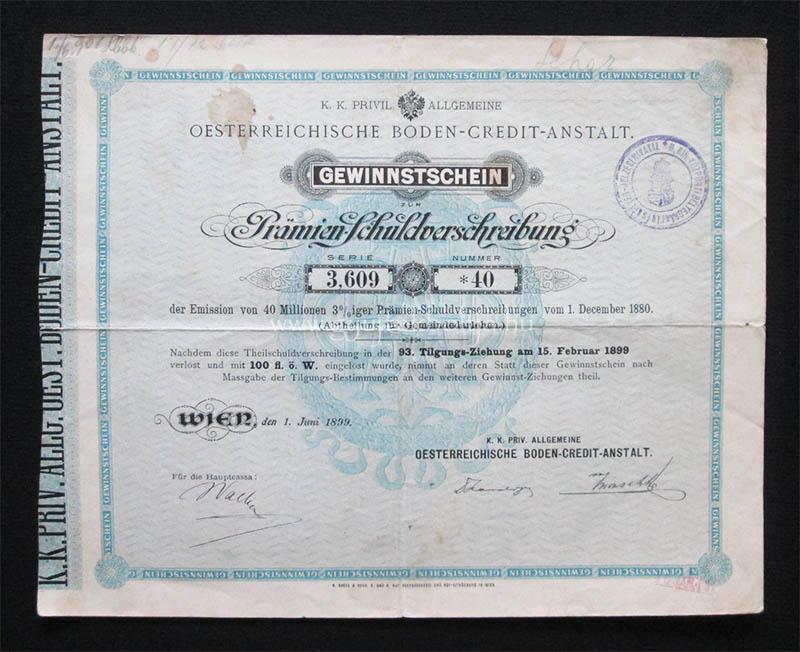 GEWINNSTSCHEIN
K. K. PRIVIL. ALLGEMEINE
OESTERREICHISCHE BODEN-CREDIT-ANSTALT.
GEWINNSTSCHEIN
ZUR
Prämien-Schuldverschreibung
SERIE NUMMER
3.609 *40
der Emission von 40 Millionen 3%iger Prämien-Schuldverschreibungen vom 1. December 1880.
(Abtheilung für Gemeindedarlehen.)
Nachdem diese Theilschuldverschreibung in der 93. Tilgungs-Ziehung am 15. Februar 1899
verlost und mit 100 fl. ö. W. eingelöst wurde, nimmt an deren Statt dieser Gewinnstschein nach
Massgabe der Tilgungs-Bestimmungen an den weiteren Gewinnst-Ziehungen theil.
WIEN, den 1. Juni 1899.
K. K. PRIV. ALLGEMEINE
OESTERREICHISCHE BODEN-CREDIT-ANSTALT.
Für die Hauptcassa:
K.K. PRIV. ALLG. OEST. BODEN-CREDIT-ANSTALT.